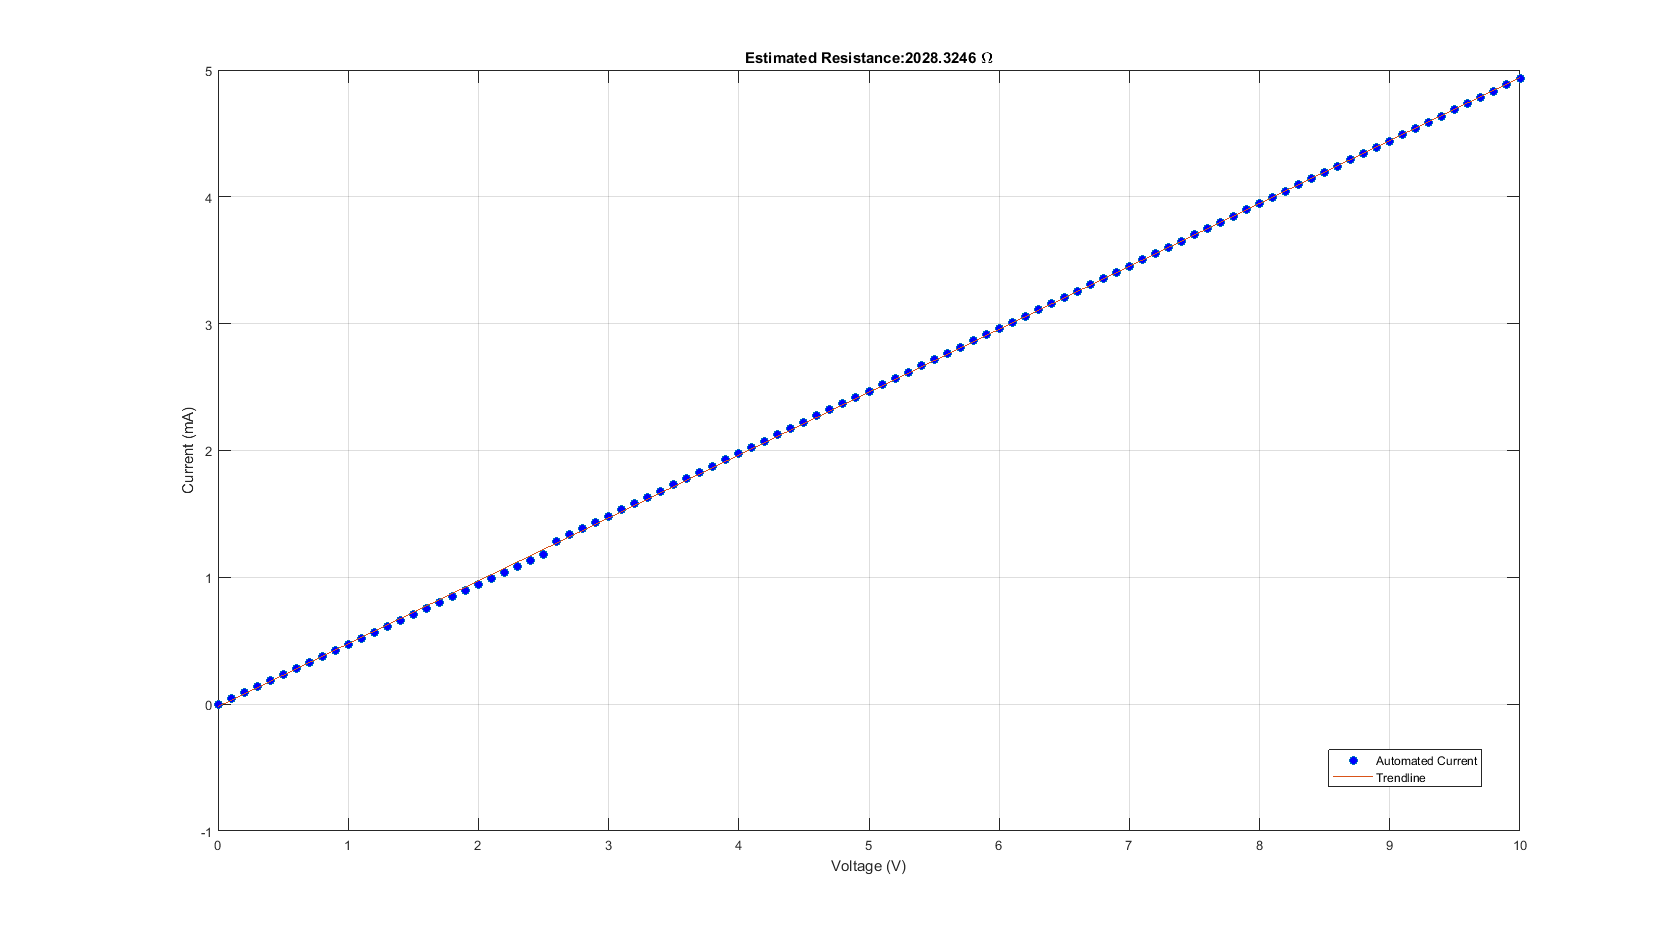 Estimated Resistance:2028.3246 Ω
5
4
3
2
1
0
-1
Current (mA)
0 1 2 3 4 5 6 7 8 9 10
Voltage (V)
Automated Current
Trendline